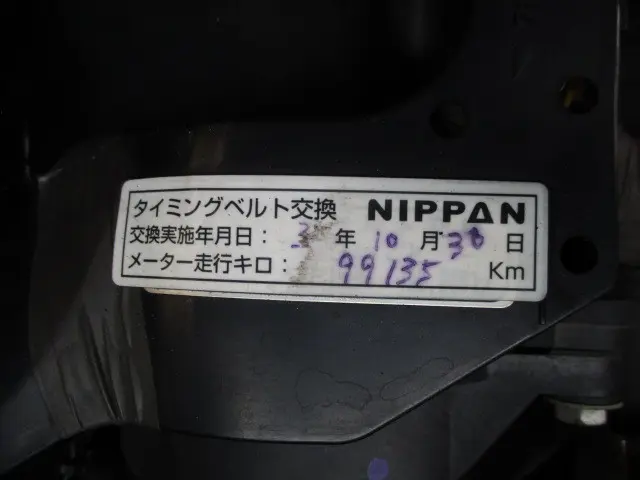 タイミングベルト交換 NIPPAN
交換実施年月日： 年 10 月 30 日
メーター走行キロ： 99135 Km